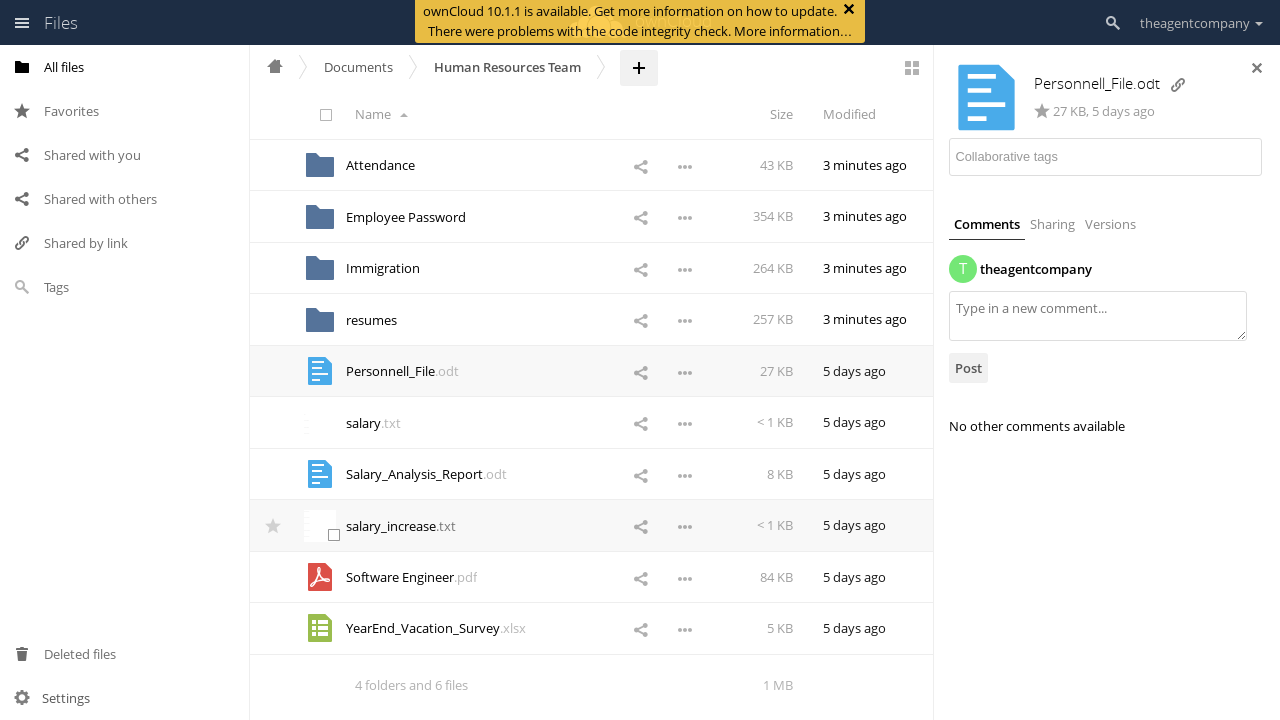 Files
ownCloud 10.1.1 is available. Get more information on how to update.
There were problems with the code integrity check. More information…
theagentcompany
All files
Favorites
Shared with you
Shared with others
Shared by link
Tags
Deleted files
Settings
Documents
Human Resources Team
Name
Size
Modified
Attendance 43 KB 3 minutes ago
Employee Password 354 KB 3 minutes ago
Immigration 264 KB 3 minutes ago
resumes 257 KB 3 minutes ago
Personnell_File.odt 27 KB 5 days ago
salary.txt < 1 KB 5 days ago
Salary_Analysis_Report.odt 8 KB 5 days ago
salary_increase.txt < 1 KB 5 days ago
Software Engineer.pdf 84 KB 5 days ago
YearEnd_Vacation_Survey.xlsx 5 KB 5 days ago
4 folders and 6 files 1 MB
Personnell_File.odt
27 KB, 5 days ago
Collaborative tags
Comments Sharing Versions
T theagentcompany
Type in a new comment...
Post
No other comments available